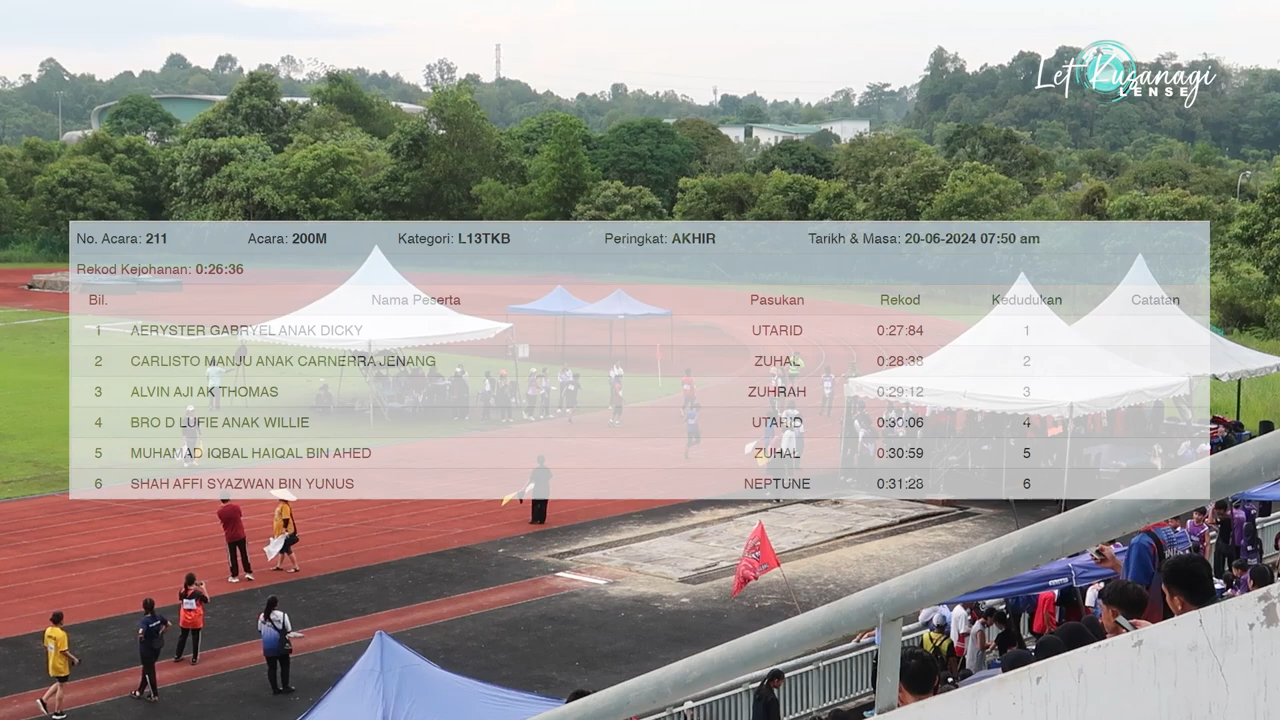 Let Kusanagi
LENSE
No. Acara: 211 Acara: 200M Kategori: L13TKB Peringkat: AKHIR Tarikh & Masa: 20-06-2024 07:50 am
Rekod Kejohanan: 0:26:36
Bil. Nama Peserta Pasukan Rekod Kedudukan Catatan
1 AERYSTER GABRYEL ANAK DICKY UTARID 0:27:84 1
2 CARLISTO MANJU ANAK CARNERRA JENANG ZUHAL 0:28:38 2
3 ALVIN AJI AK THOMAS ZUHRAH 0:29:12 3
4 BRO D LUFIE ANAK WILLIE UTARID 0:30:06 4
5 MUHAMAD IQBAL HAIQAL BIN AHED ZUHAL 0:30:59 5
6 SHAH AFFI SYAZWAN BIN YUNUS NEPTUNE 0:31:28 6